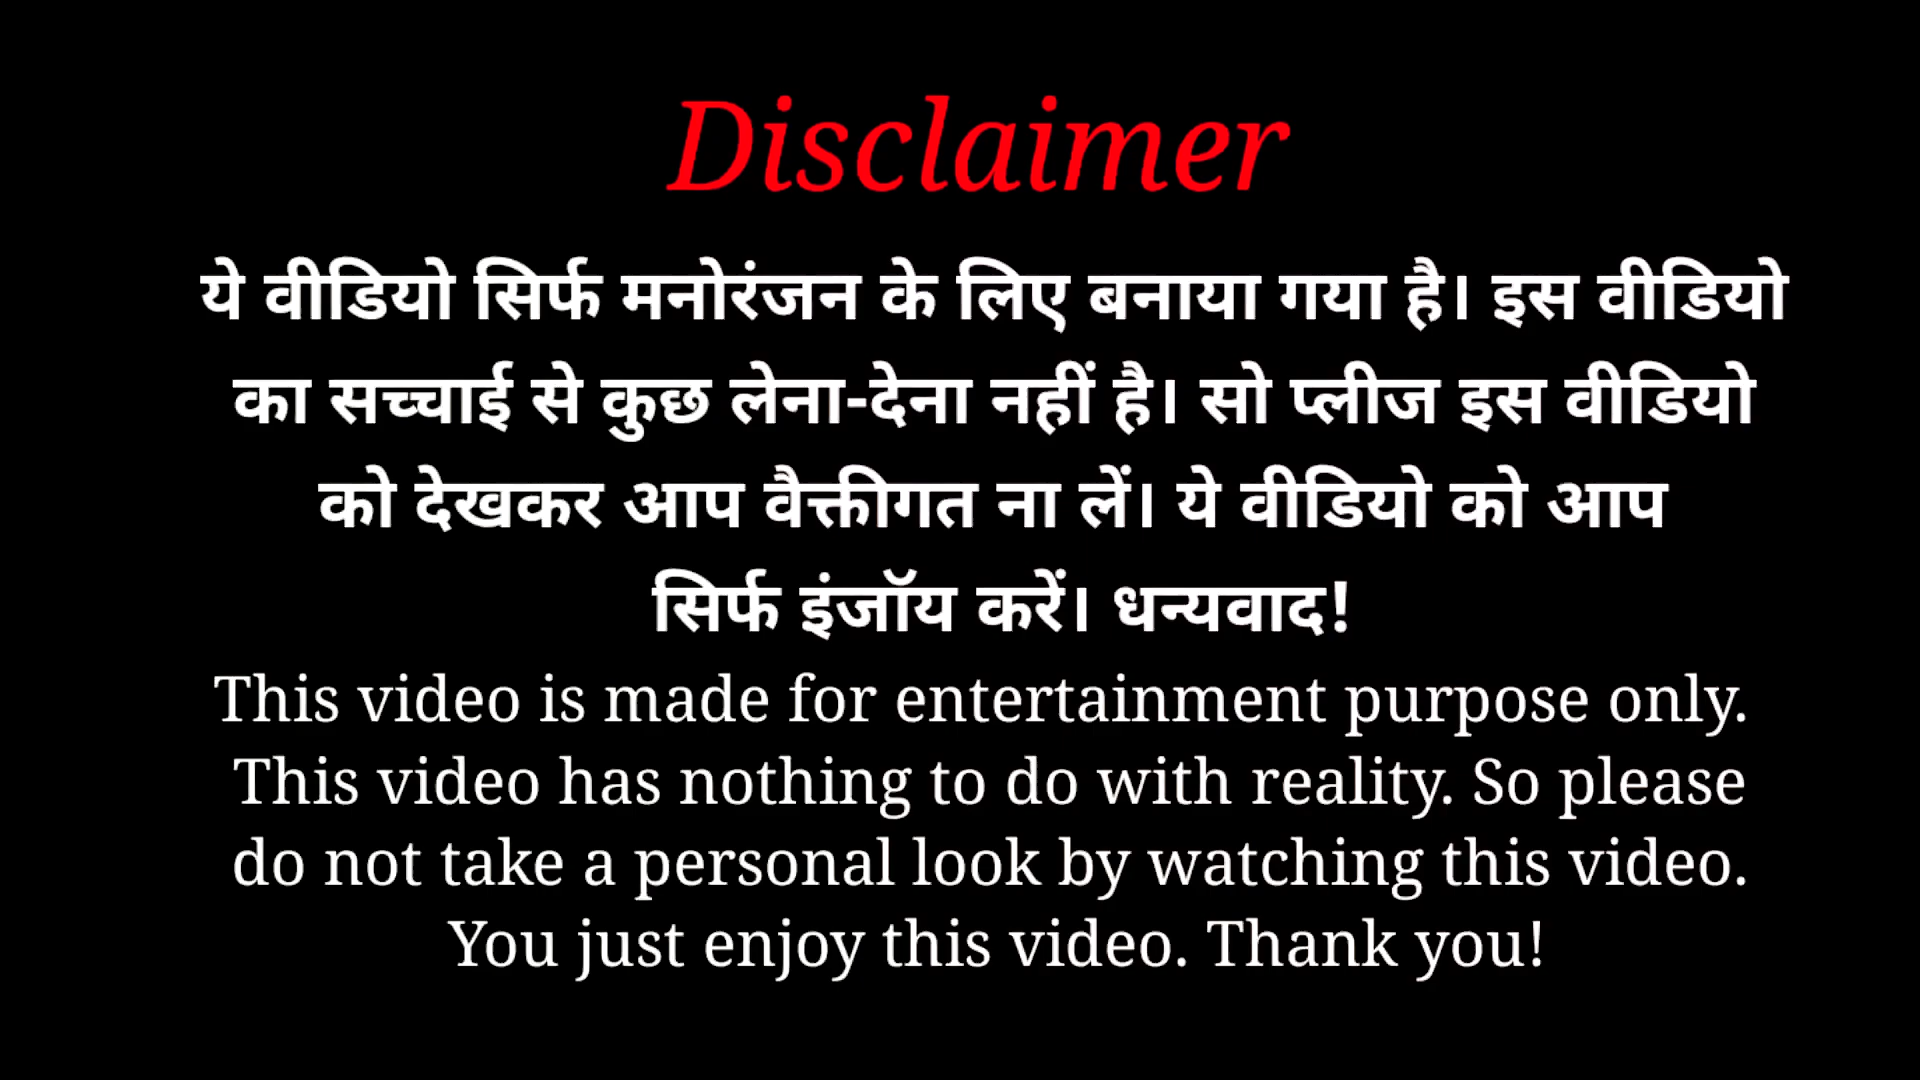 Disclaimer
ये वीडियो सिर्फ मनोरंजन के लिए बनाया गया है। इस वीडियो
का सच्चाई से कुछ लेना-देना नहीं है। सो प्लीज इस वीडियो
को देखकर आप वैक्तीगत ना लें। ये वीडियो को आप
सिर्फ इंजॉय करें। धन्यवाद!
This video is made for entertainment purpose only.
This video has nothing to do with reality. So please
do not take a personal look by watching this video.
You just enjoy this video. Thank you!